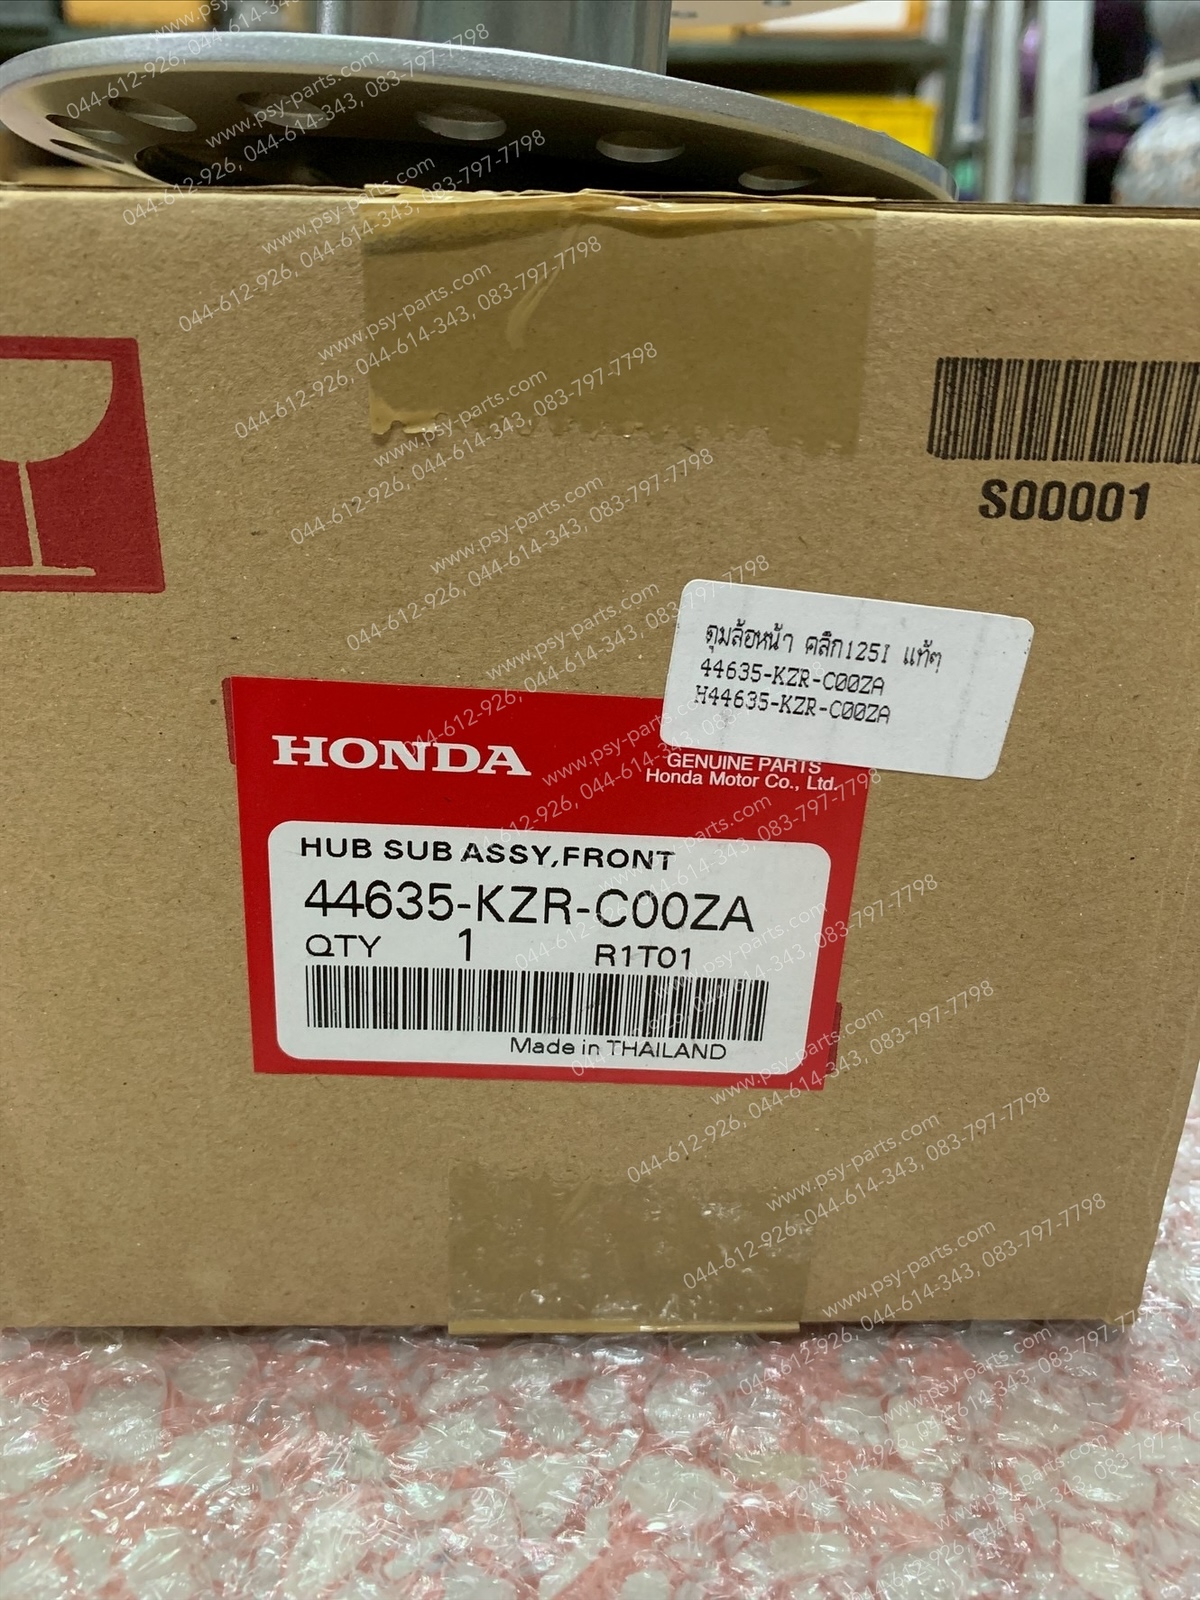 S00001
ดุมล้อหน้า คลิก125I แท้ๆ
44635-KZR-C00ZA
H44635-KZR-C00ZA
HONDA
GENUINE PARTS
Honda Motor Co., Ltd.
HUB SUB ASSY,FRONT
44635-KZR-C00ZA
QTY 1 R1T01
Made in THAILAND
www.psy-parts.com
044-612-926, 044-614-343, 083-797-7798